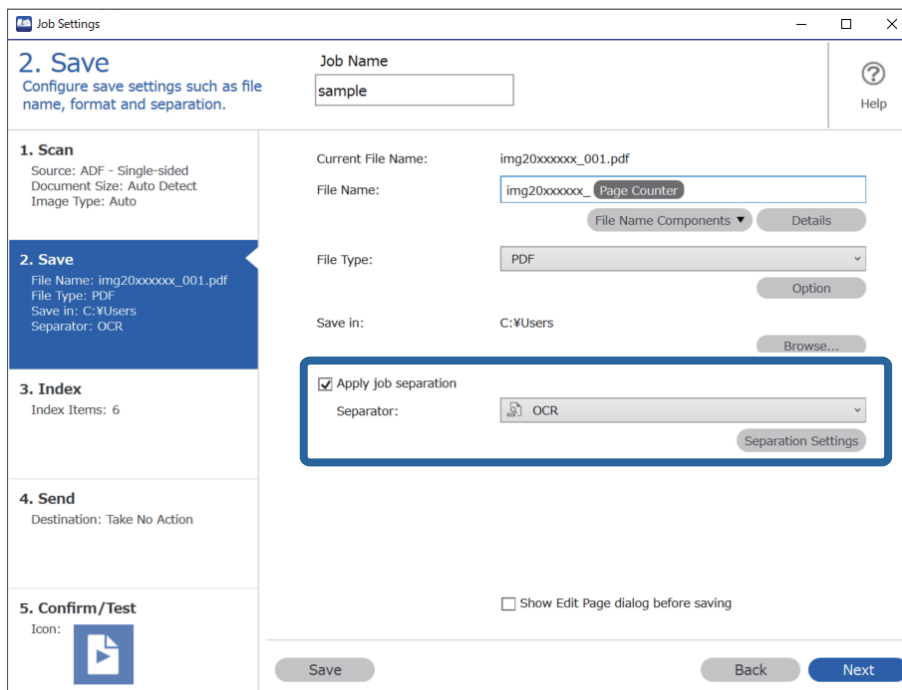 Job Settings
2. Save
Configure save settings such as file
name, format and separation.
Job Name
sample
Help
1. Scan
Source: ADF - Single-sided
Document Size: Auto Detect
Image Type: Auto
2. Save
File Name: img20xxxxxx_001.pdf
File Type: PDF
Save in: C:¥Users
Separator: OCR
3. Index
Index Items: 6
4. Send
Destination: Take No Action
5. Confirm/Test
Icon:
Current File Name: img20xxxxxx_001.pdf
File Name: img20xxxxxx_ Page Counter
File Name Components Details
File Type: PDF
Option
Save in: C:¥Users
Browse...
Apply job separation
Separator: OCR
Separation Settings
Show Edit Page dialog before saving
Save Back Next